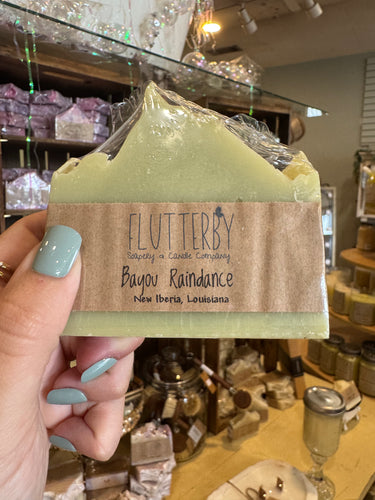 FLUTTERBY
Soapery & Candle Company
Bayou Raindance
New Iberia, Louisiana